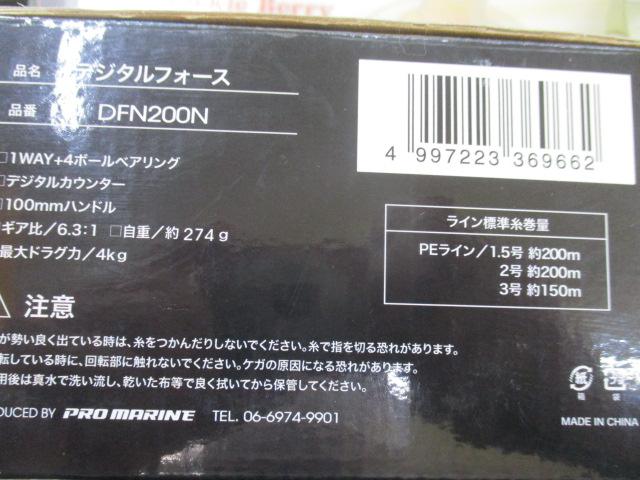 Berry
品名 デジタルフォース
品番 DFN200N
□1WAY+4ボールベアリング
□デジタルカウンター
□100mmハンドル
ギア比/6.3:1 □自重/約274g
最大ドラグ力/4kg
4 997223 369662
ライン標準糸巻量
PEライン/1.5号 約200m
2号 約200m
3号 約150m
注意
が勢い良く出ている時は、糸をつかんだりしないでください。糸で指を切る恐れがあります。
転している時に、回転部に触れないでください。ケガの原因になる恐れがあります。
用後は真水で洗い流し、乾いた布等で良く拭いてから保管してください。
DUCED BY PRO MARINE TEL. 06-6974-9901
紙
箱
袋
MADE IN CHINA